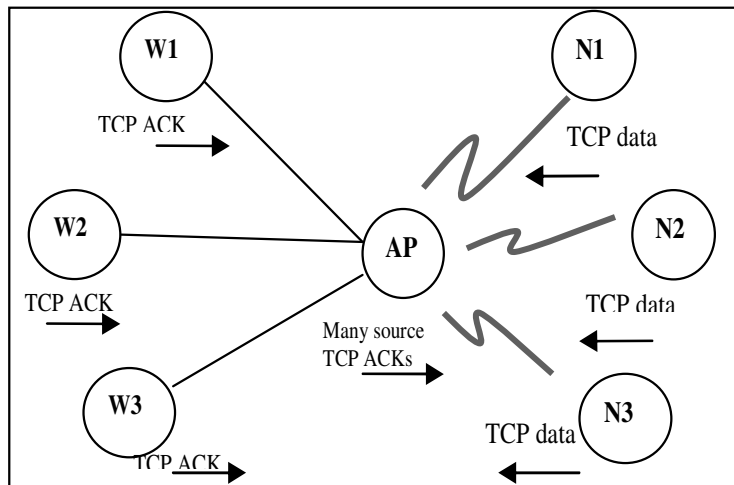 W1
N1
TCP ACK
TCP data
W2
AP
N2
TCP ACK
TCP data
Many source
TCP ACKs
W3
N3
TCP data
TCP ACK